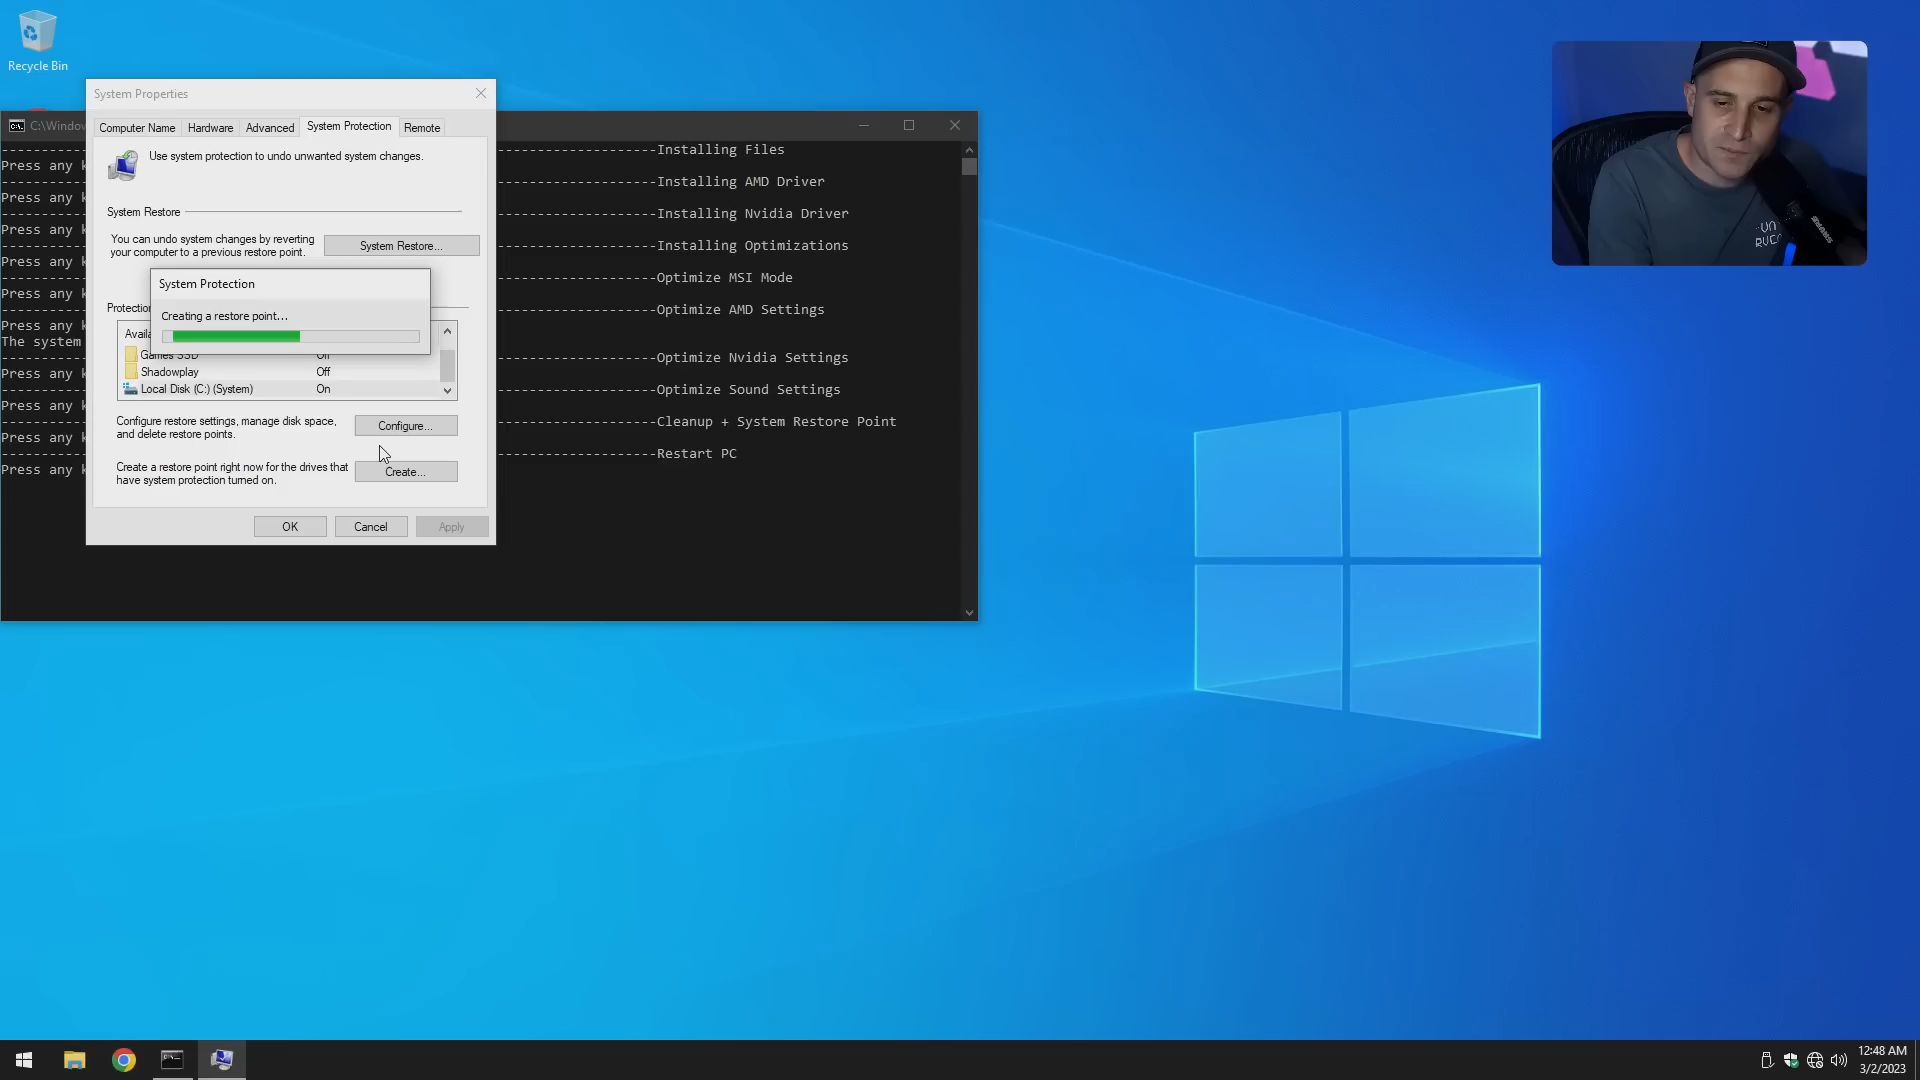 Recycle Bin
System Properties
Computer Name
Hardware
Advanced
System Protection
Remote
Use system protection to undo unwanted system changes.
System Restore
You can undo system changes by reverting
your computer to a previous restore point.
System Restore...
System Protection
Creating a restore point...
Protection
Games SSD
Off
Shadowplay
Off
Local Disk (C:) (System)
On
Configure restore settings, manage disk space,
and delete restore points.
Configure...
Create a restore point right now for the drives that
have system protection turned on.
Create...
OK
Cancel
Apply
C:\Windov
------------Installing Files
Press any k
------------Installing AMD Driver
Press any k
------------Installing Nvidia Driver
Press any k
------------Installing Optimizations
Press any k
------------Optimize MSI Mode
Press any k
------------Optimize AMD Settings
Press any k
The system
------------Optimize Nvidia Settings
Press any k
------------Optimize Sound Settings
Press any k
------------Cleanup + System Restore Point
Press any k
------------Restart PC
Press any k
12:48 AM
3/2/2023